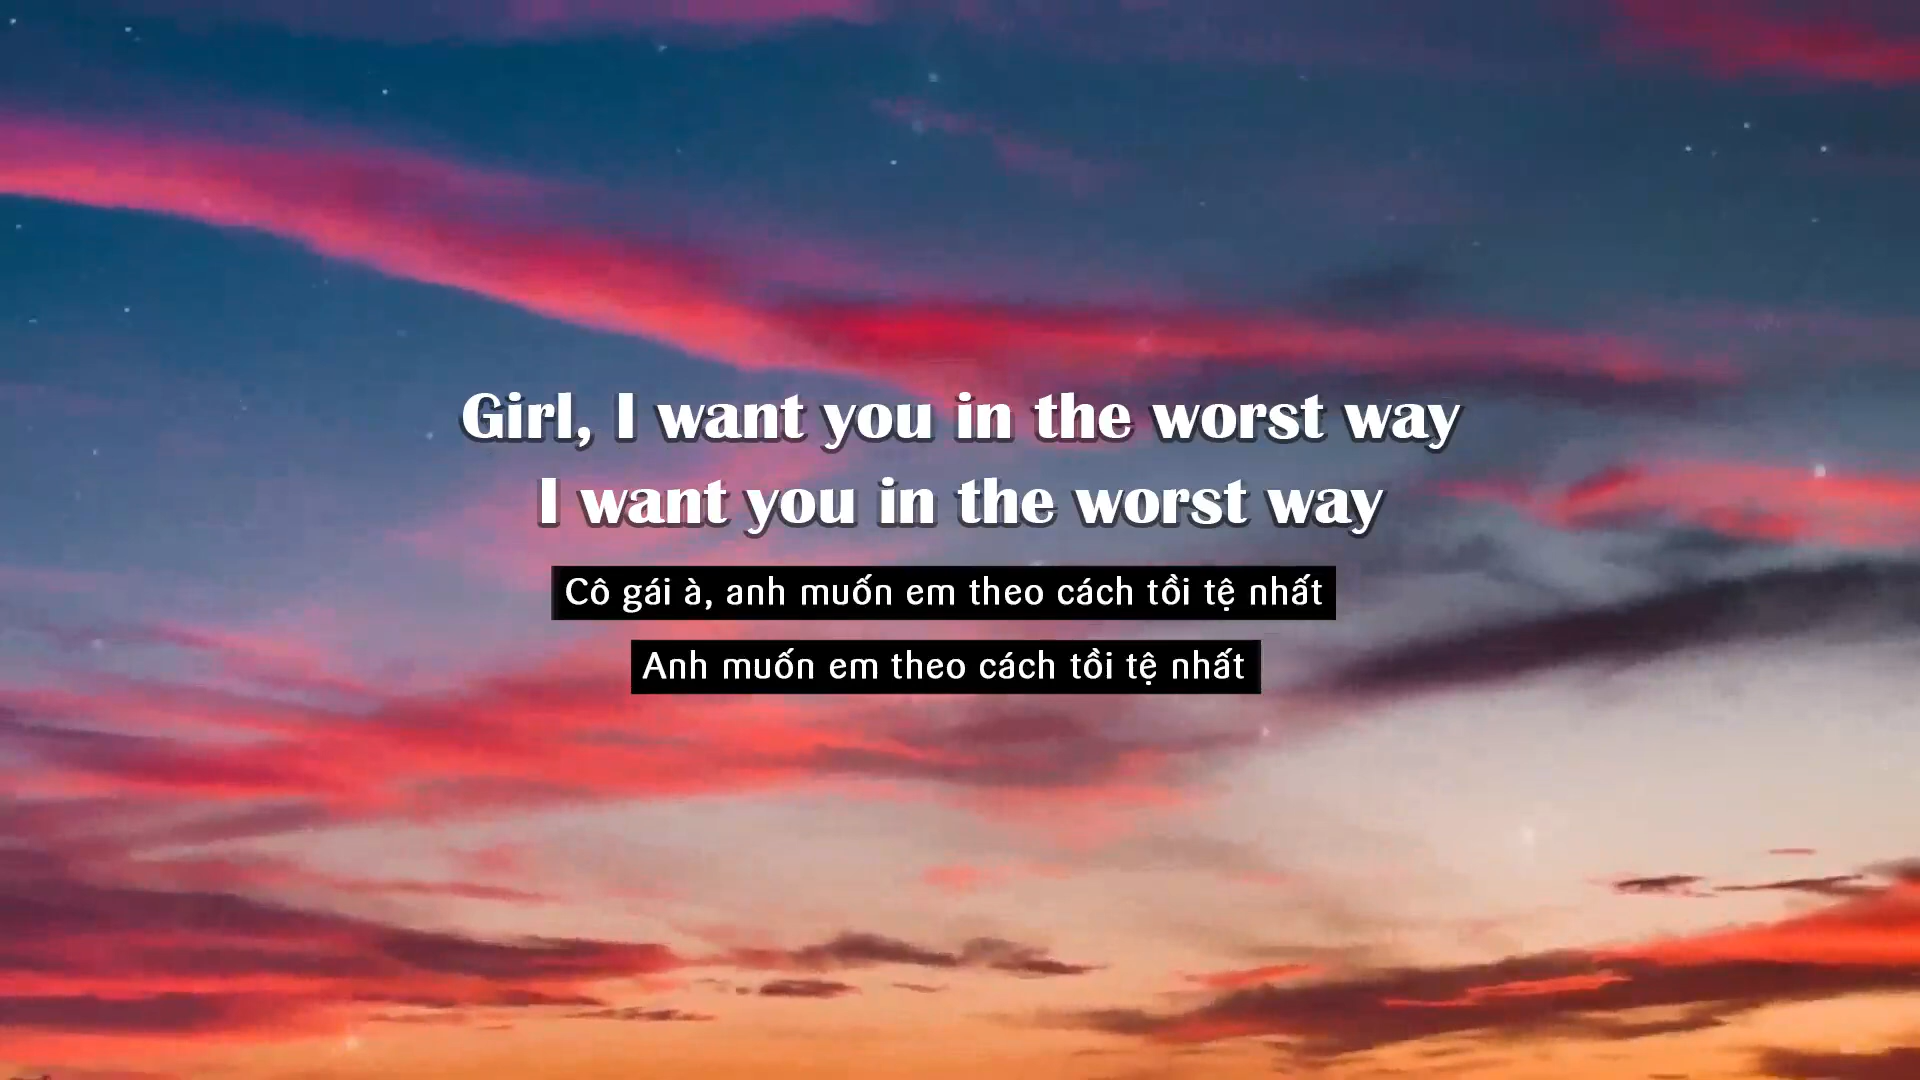 Girl, I want you in the worst way
I want you in the worst way
Cô gái à, anh muốn em theo cách tồi tệ nhất
Anh muốn em theo cách tồi tệ nhất